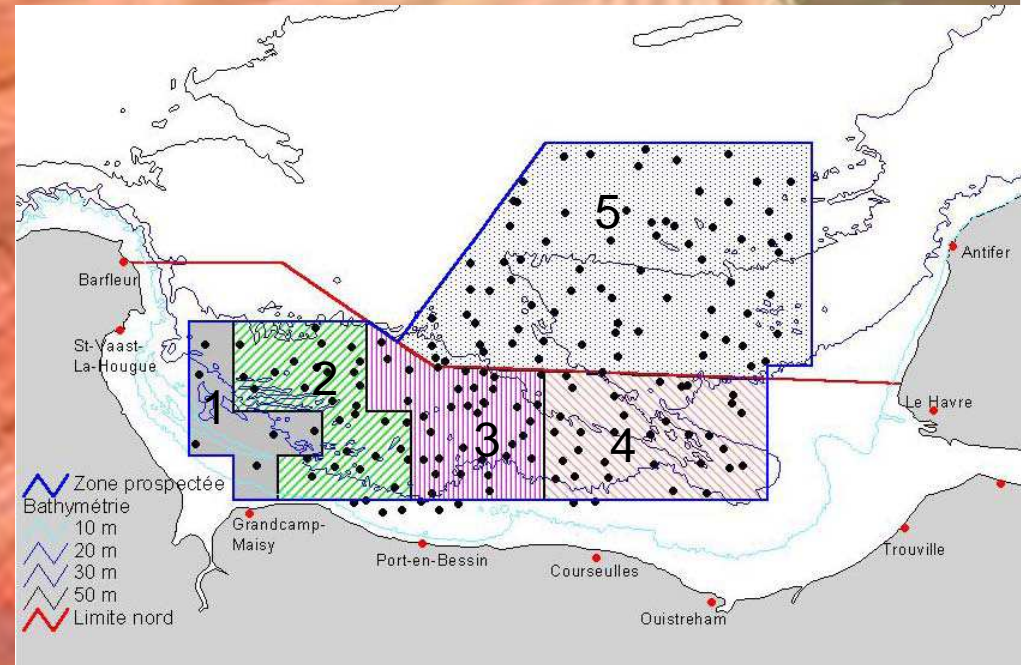 5
Antifer
Barfleur
St-Vaast-
La-Hougue
2
1
Le Havre
3
4
Zone prospectée
Bathymétrie
10 m
20 m
30 m
50 m
Limite nord
Grandcamp-
Maisy
Port-en-Bessin
Courseulles
Trouville
Ouistreham